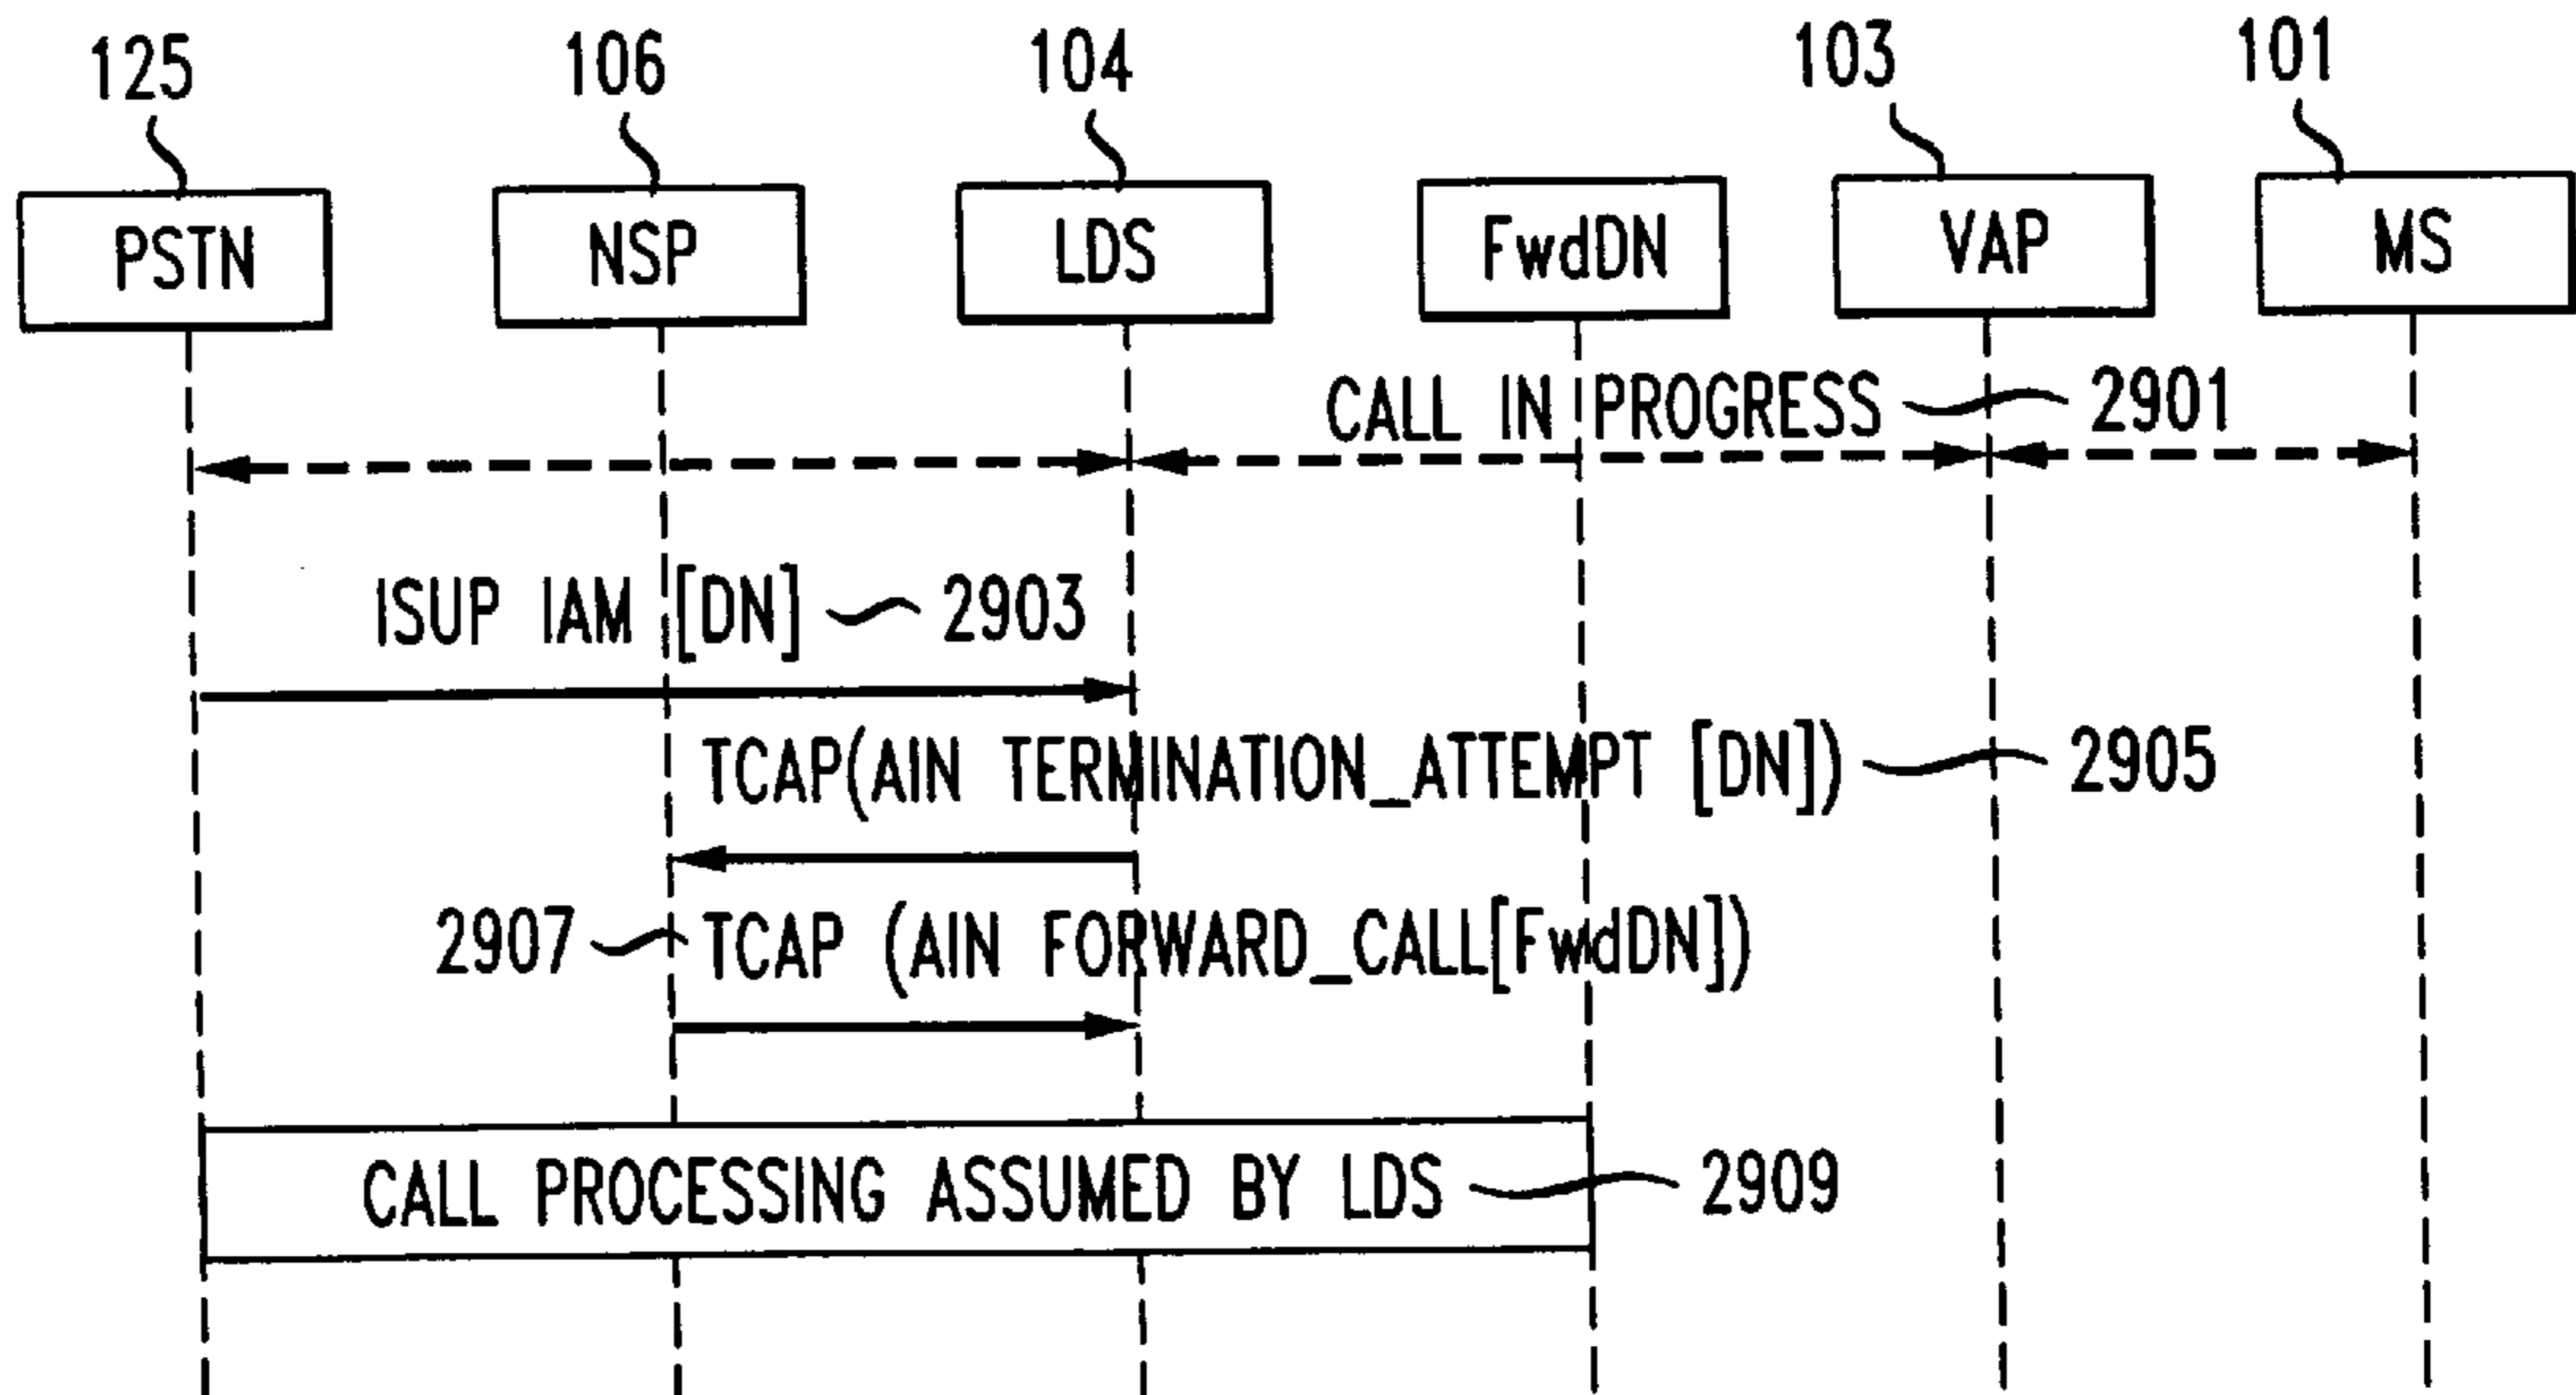 125 106 104 103 101
PSTN NSP LDS FwdDN VAP MS
CALL IN PROGRESS 2901
ISUP IAM [DN] 2903
TCAP(AIN TERMINATION_ATTEMPT [DN]) 2905
2907 TCAP (AIN FORWARD_CALL[FwdDN])
CALL PROCESSING ASSUMED BY LDS 2909